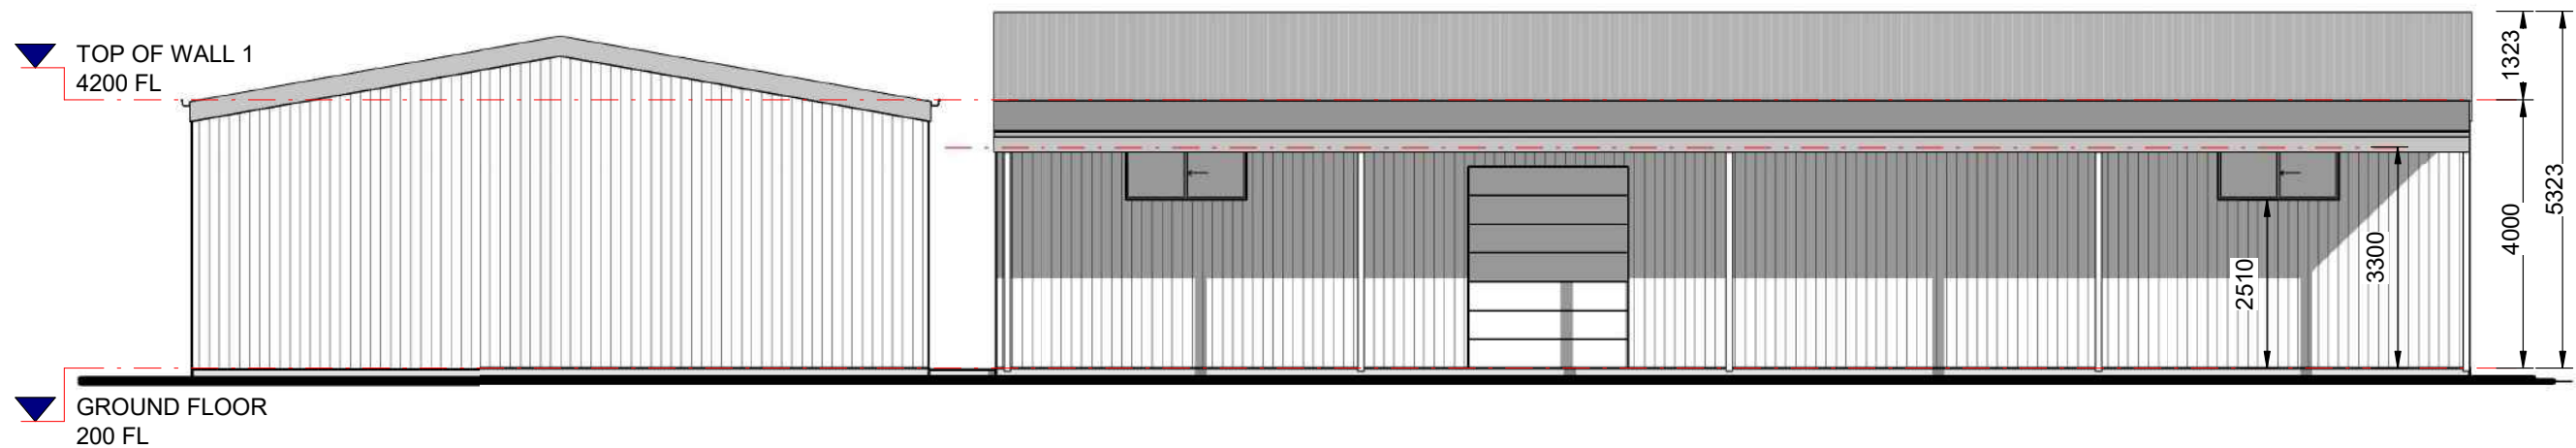 TOP OF WALL 1
4200 FL
GROUND FLOOR
200 FL
2510
3300
1323
4000
5323